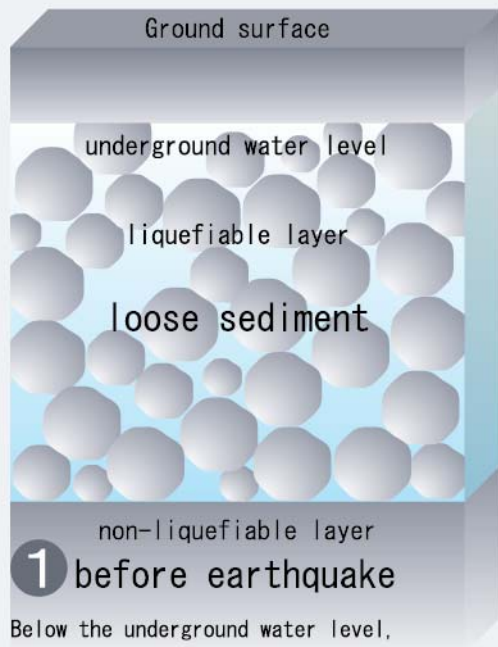 Ground surface
underground water level
liquefiable layer
loose sediment
non-liquefiable layer
1 before earthquake
Below the underground water level,